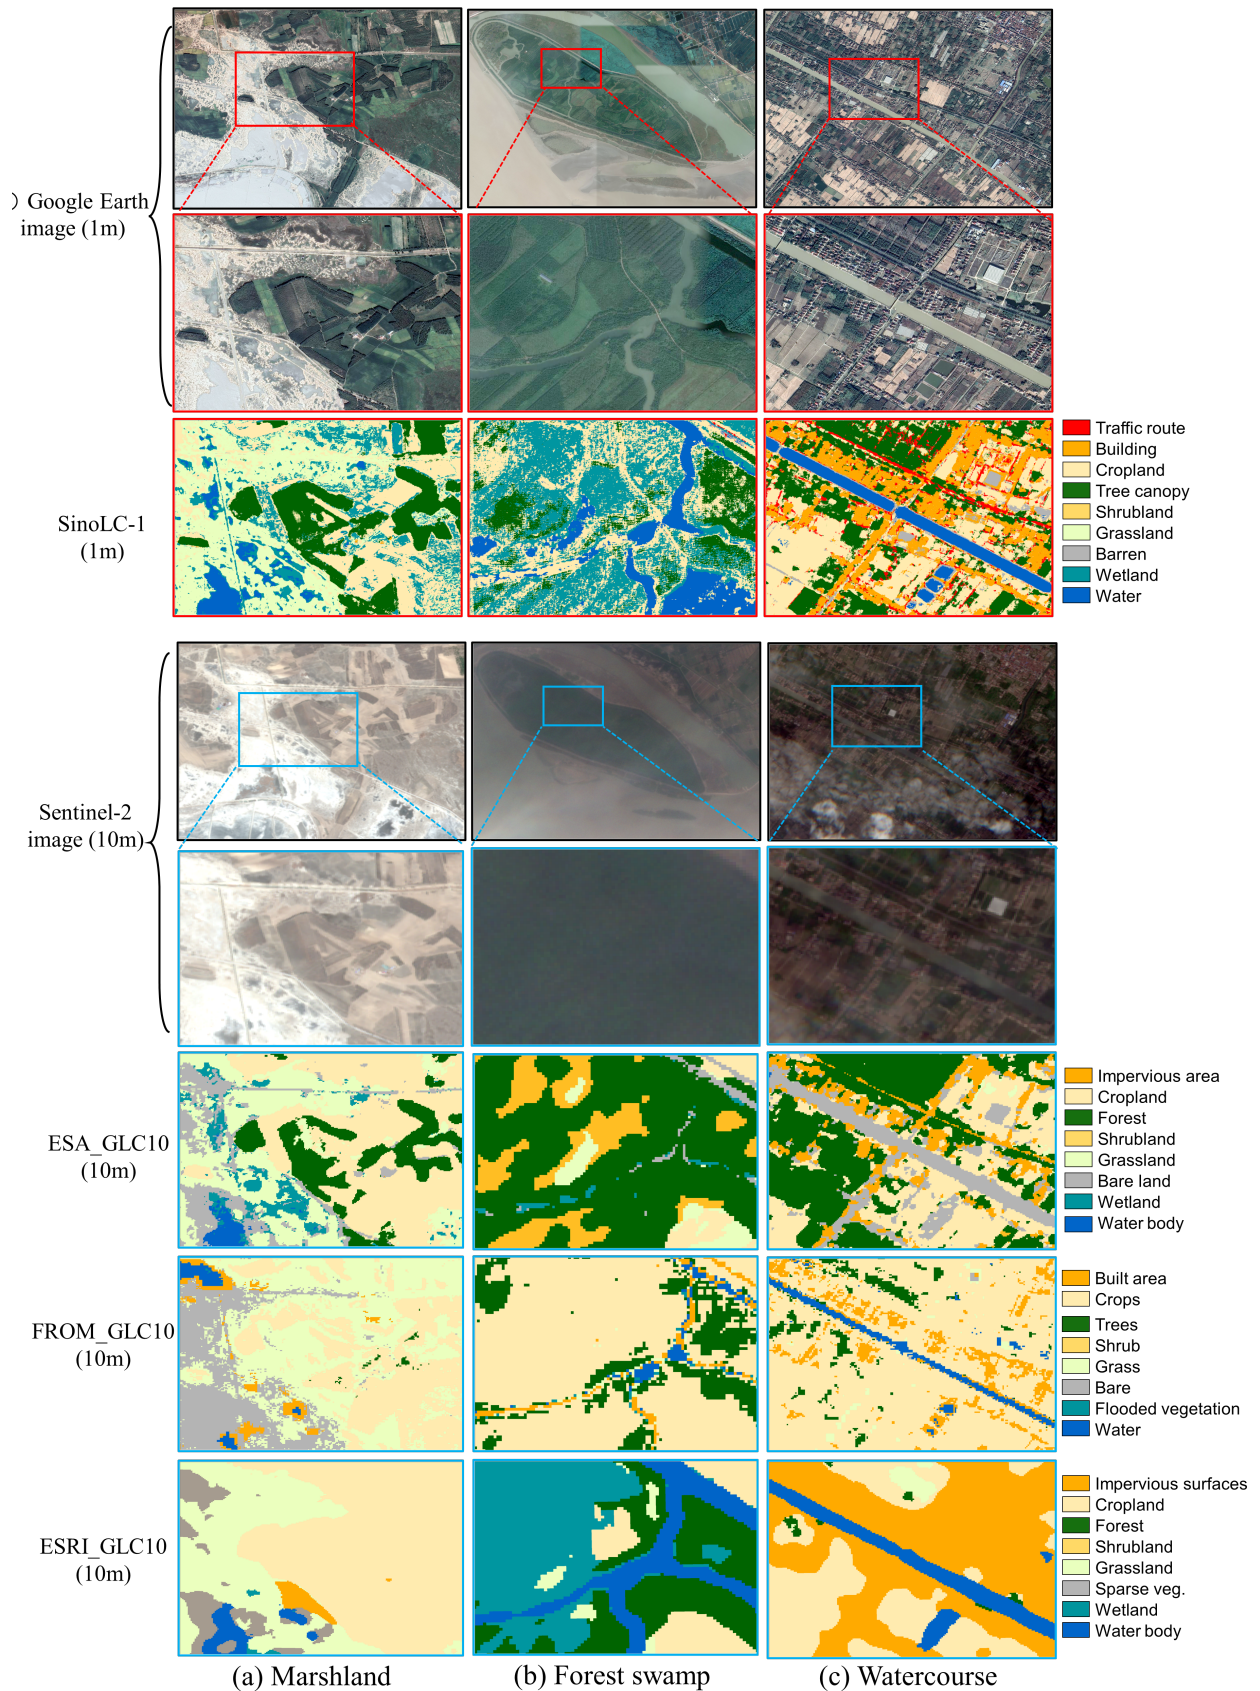 ) Google Earth
image (1m)
SinoLC-1
(1m)
Traffic route
Building
Cropland
Tree canopy
Shrubland
Grassland
Barren
Wetland
Water
Sentinel-2
image (10m)
ESA_GLC10
(10m)
Impervious area
Cropland
Forest
Shrubland
Grassland
Bare land
Wetland
Water body
FROM_GLC10
(10m)
Built area
Crops
Trees
Shrub
Grass
Bare
Flooded vegetation
Water
ESRI_GLC10
(10m)
Impervious surfaces
Cropland
Forest
Shrubland
Grassland
Sparse veg.
Wetland
Water body
(a) Marshland
(b) Forest swamp
(c) Watercourse